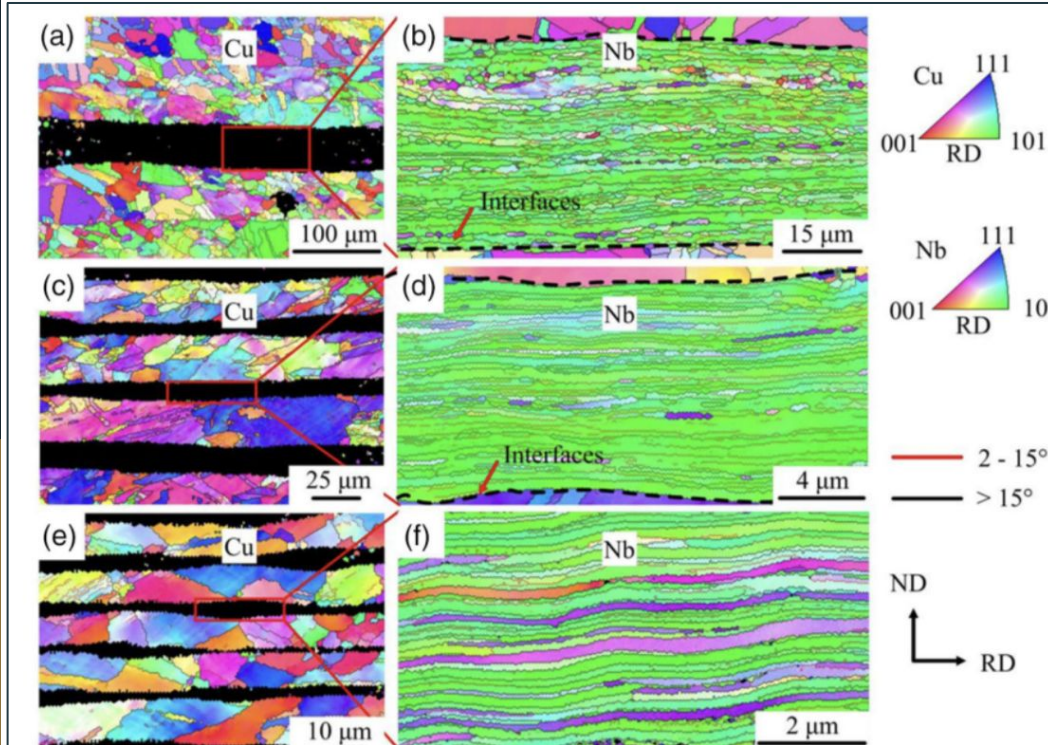 (a)
Cu
100 μm
(b)
Nb
Interfaces
15 μm
Cu
111
001
RD
101
(c)
Cu
25 μm
(d)
Nb
Interfaces
4 μm
Nb
111
001
RD
10
2 - 15°
> 15°
(e)
Cu
10 μm
(f)
Nb
2 μm
ND
RD